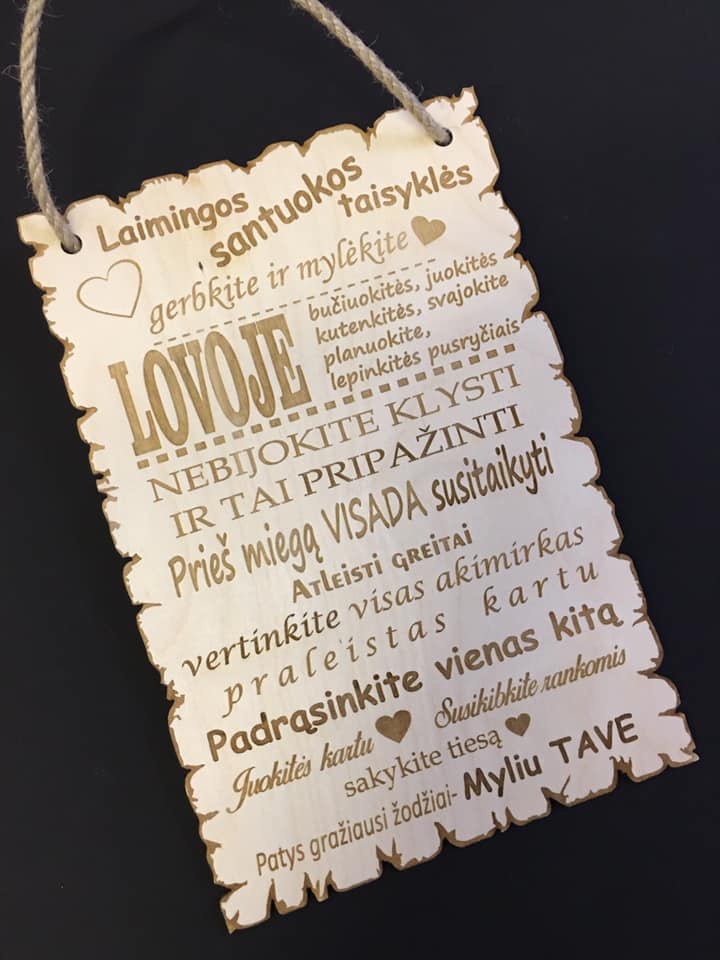 Laimingos
santuokos
taisyklės
gerbkite ir mylėkite
LOVOJE
bučiuokitės, juokitės
kutenkitės, svajokite
planuokite,
lepinkitės pusryčiais
NEBIJOKITE KLYSTI
IR TAI PRIPAŽINTI
Prieš miegą VISADA susitaikyti
ATLEISTI GREITAI
vertinkite visas akimirkas
praleistas kartu
Padrąsinkite vienas kitą
Juokitės kartu
Susikibkite rankomis
sakykite tiesą
Patys gražiausi žodžiai- Myliu TAVE